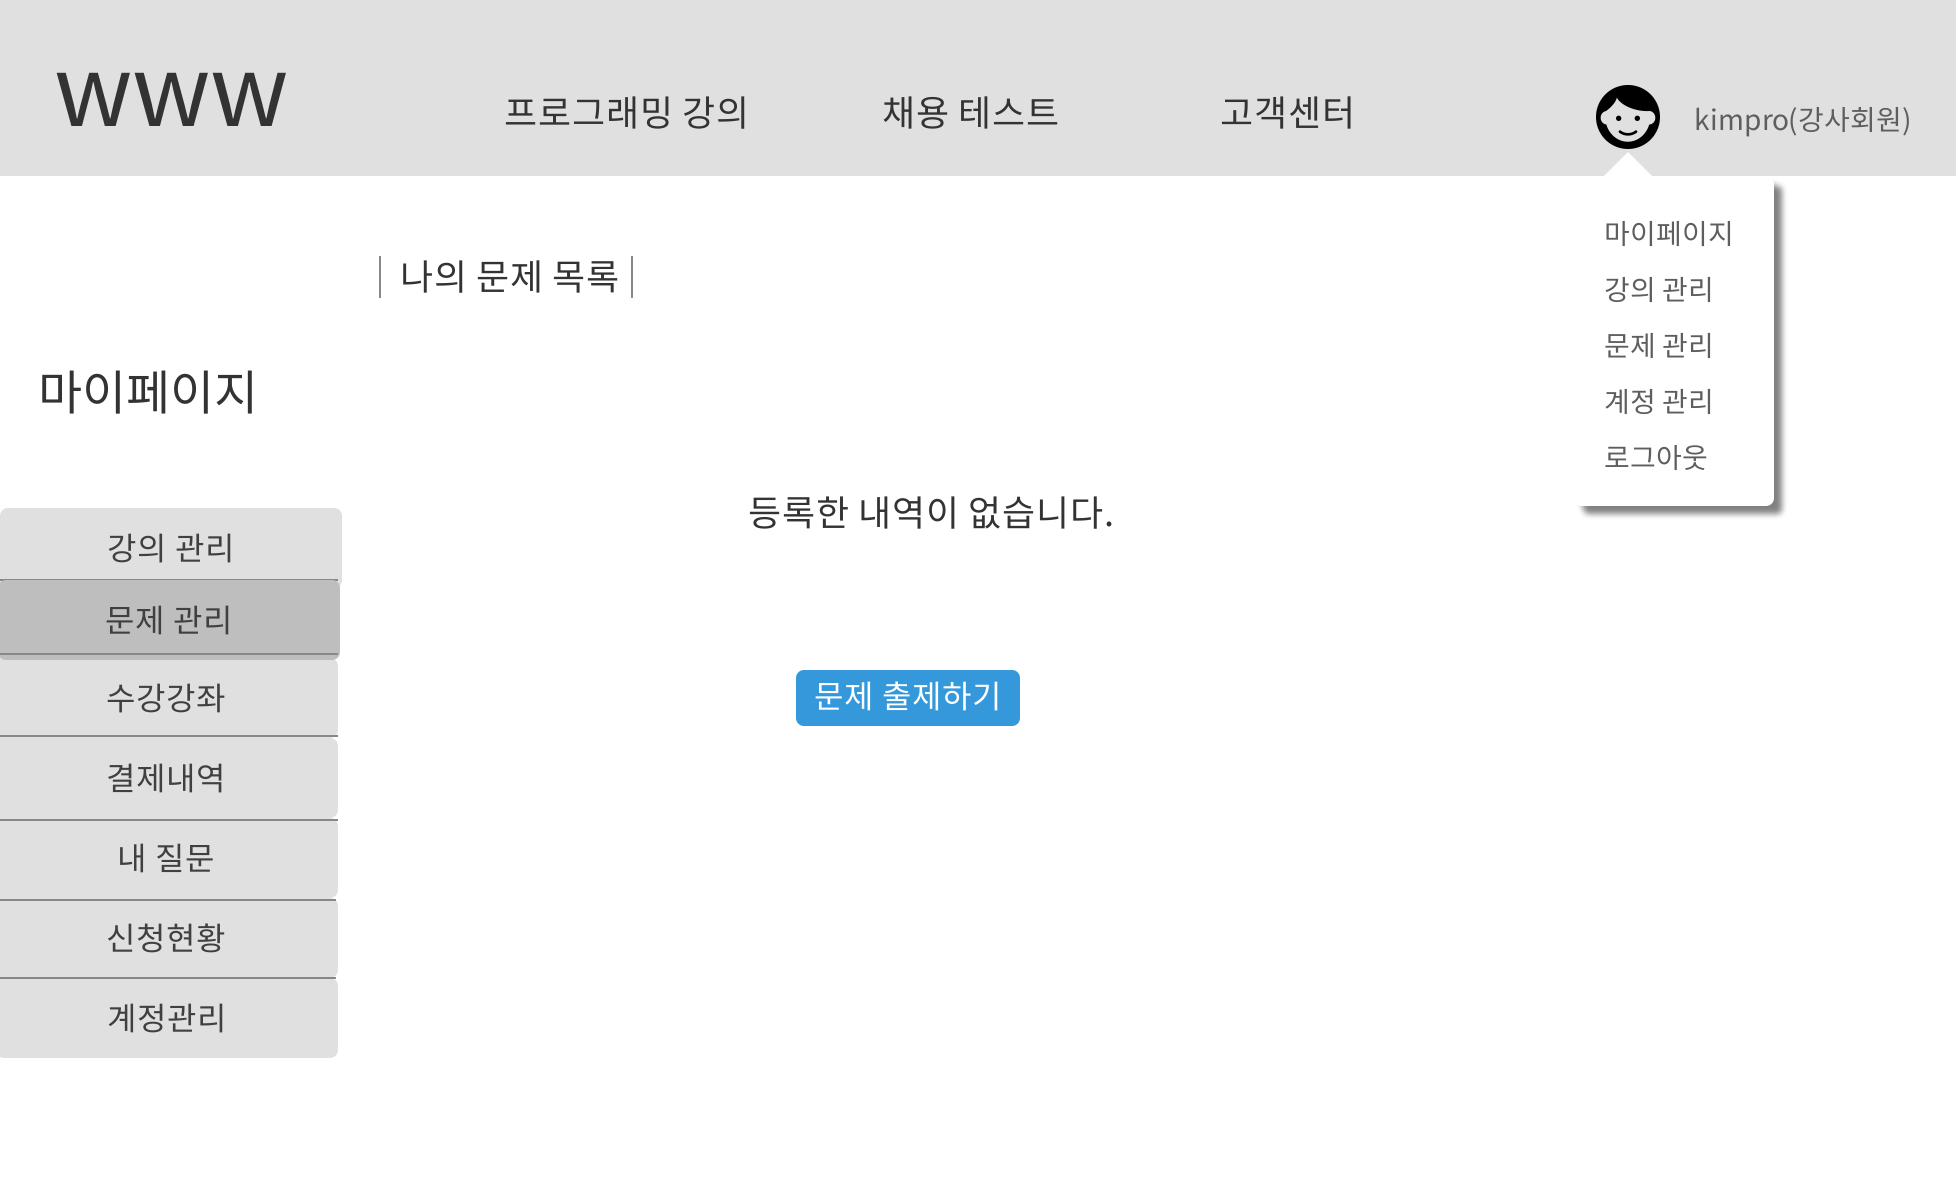 WWW
프로그래밍 강의
채용 테스트
고객센터
kimpro(강사회원)
마이페이지
강의 관리
문제 관리
계정 관리
로그아웃
나의 문제 목록
마이페이지
강의 관리
문제 관리
수강강좌
결제내역
내 질문
신청현황
계정관리
등록한 내역이 없습니다.
문제 출제하기